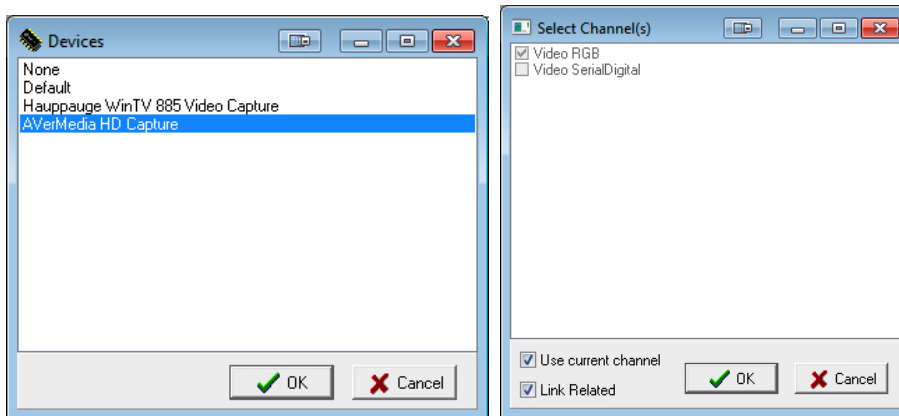 Devices
None
Default
Hauppauge WinTV 885 Video Capture
AVerMedia HD Capture
OK
Cancel
Select Channel(s)
Video RGB
Video SerialDigital
Use current channel
Link Related
OK
Cancel